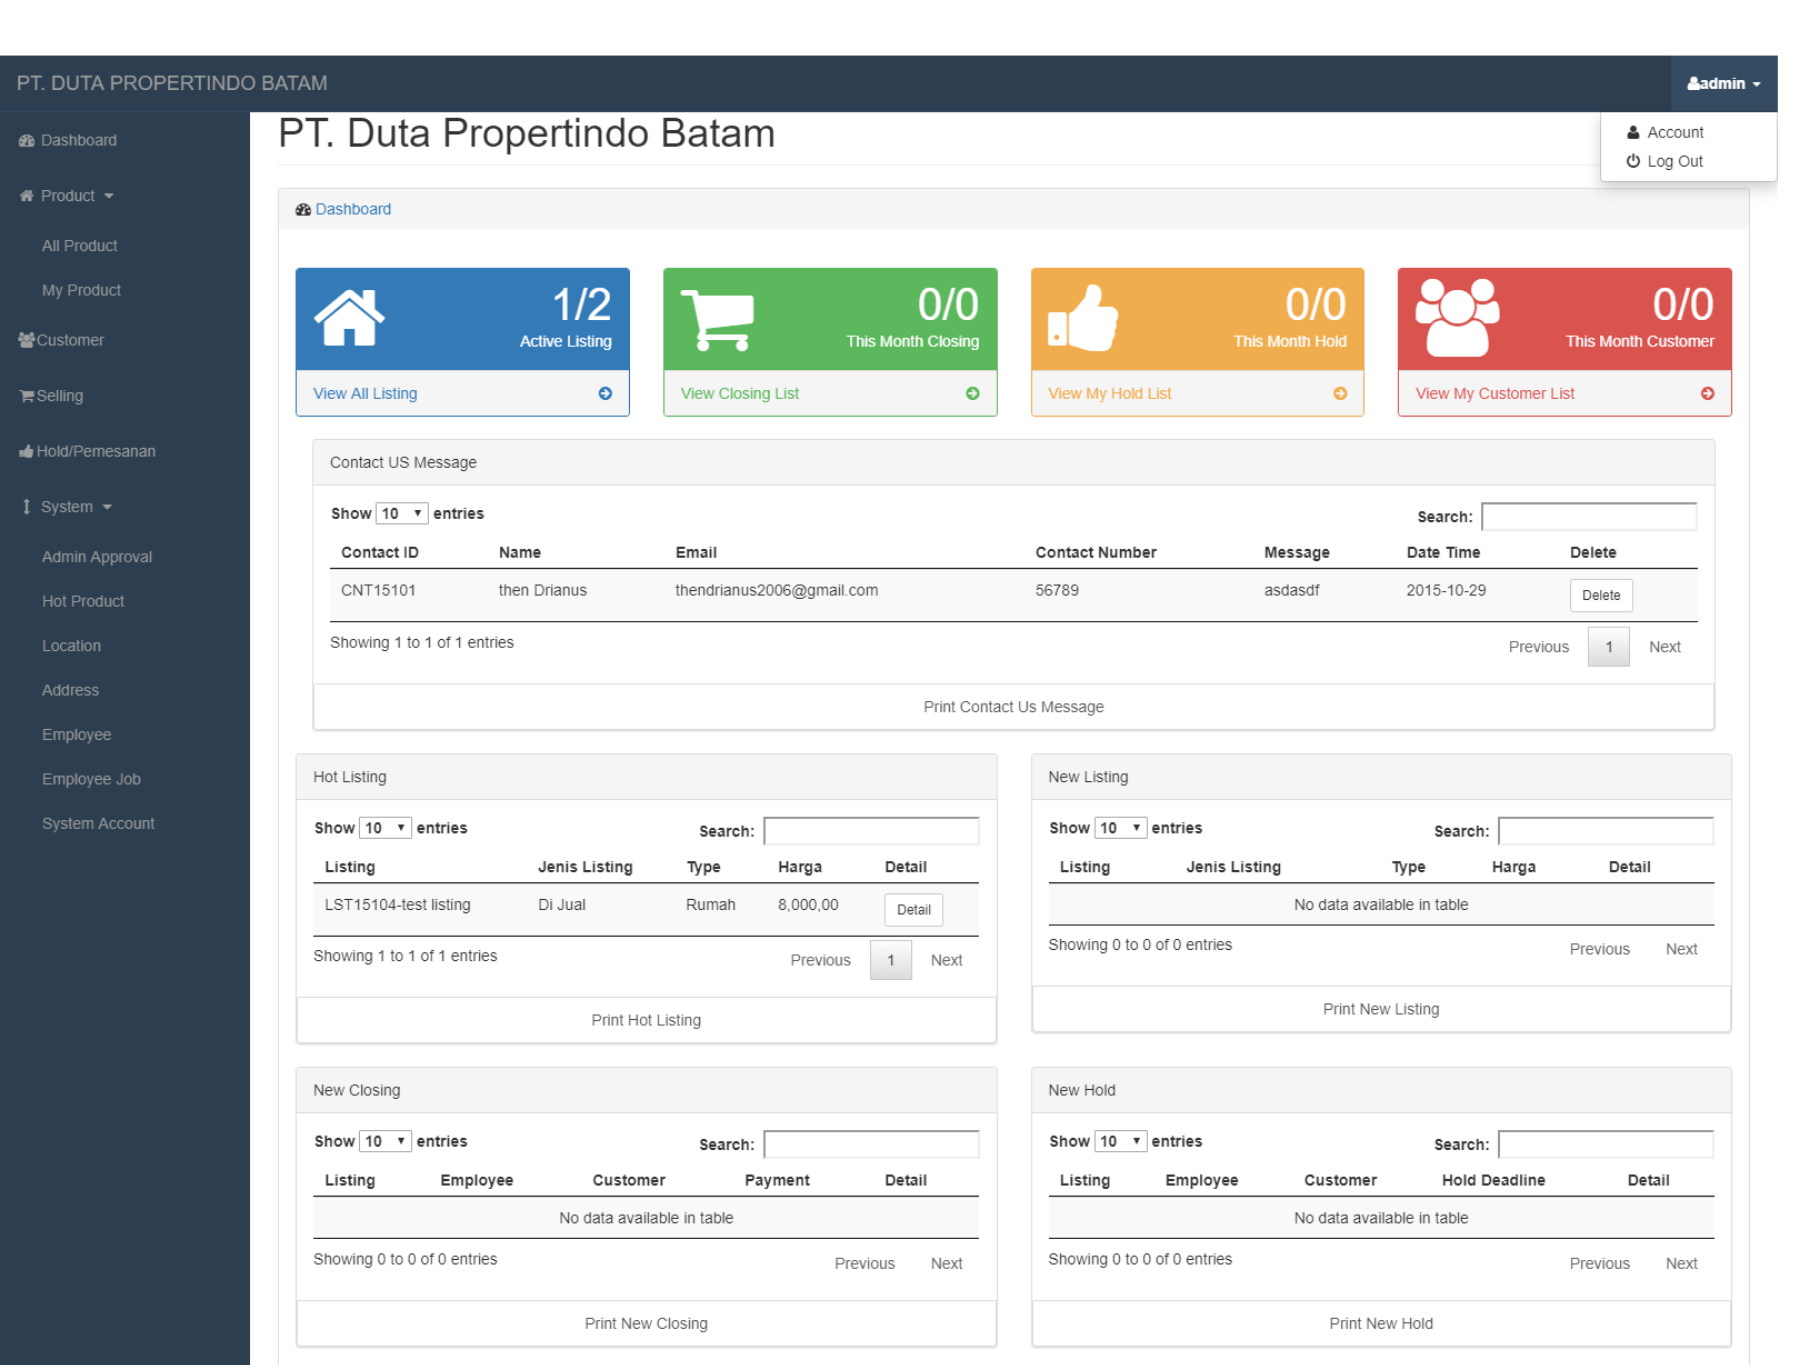 PT. DUTA PROPERTINDO BATAM
admin
Account
Log Out
Dashboard
Product
All Product
My Product
Customer
Selling
Hold/Pemesanan
System
Admin Approval
Hot Product
Location
Address
Employee
Employee Job
System Account
PT. Duta Propertindo Batam
Dashboard
1/2
Active Listing
View All Listing
0/0
This Month Closing
View Closing List
0/0
This Month Hold
View My Hold List
0/0
This Month Customer
View My Customer List
Contact US Message
Show 10 entries Search:
Contact ID Name Email Contact Number Message Date Time Delete
CNT15101 then Drianus thendrianus2006@gmail.com 56789 asdasdf 2015-10-29 Delete
Showing 1 to 1 of 1 entries Previous 1 Next
Print Contact Us Message
Hot Listing
Show 10 entries Search:
Listing Jenis Listing Type Harga Detail
LST15104-test listing Di Jual Rumah 8,000,00 Detail
Showing 1 to 1 of 1 entries Previous 1 Next
Print Hot Listing
New Listing
Show 10 entries Search:
Listing Jenis Listing Type Harga Detail
No data available in table
Showing 0 to 0 of 0 entries Previous Next
Print New Listing
New Closing
Show 10 entries Search:
Listing Employee Customer Payment Detail
No data available in table
Showing 0 to 0 of 0 entries Previous Next
Print New Closing
New Hold
Show 10 entries Search:
Listing Employee Customer Hold Deadline Detail
No data available in table
Showing 0 to 0 of 0 entries Previous Next
Print New Hold